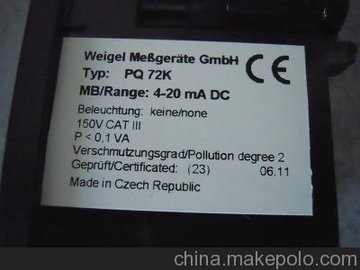 Weigel Meßgeräte GmbH
Typ: PQ 72K
MB/Range: 4-20 mA DC
Beleuchtung: keine/none
150V CAT III
P < 0,1 VA
Verschmutzungsgrad/Pollution degree 2
Geprüft/Certificated: (23) 06.11
Made in Czech Republic
CE
china.makepolo.com